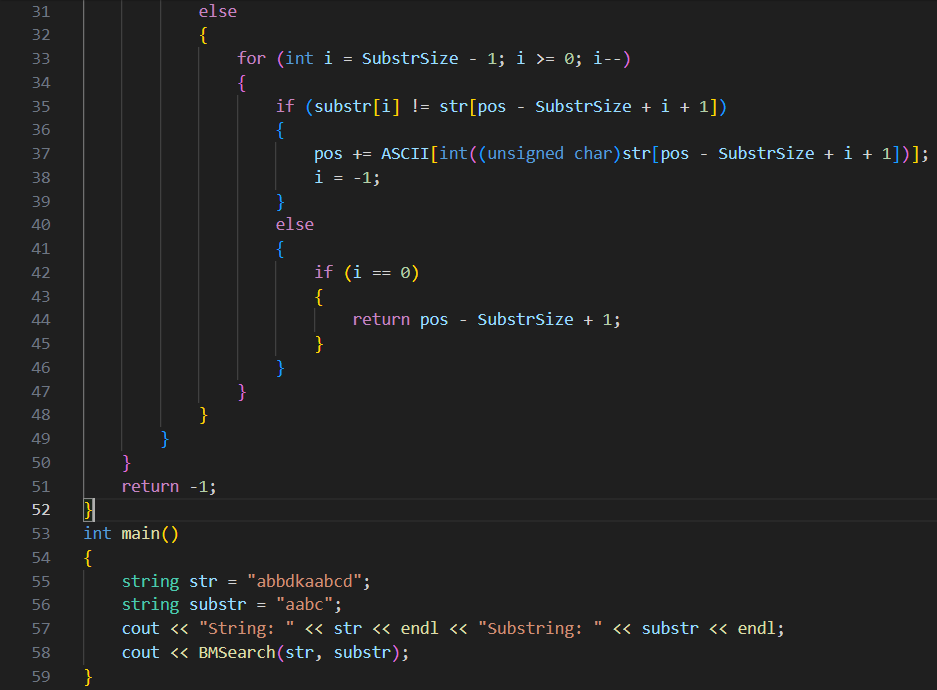 31 else
32 {
33 for (int i = SubstrSize - 1; i >= 0; i--)
34 {
35 if (substr[i] != str[pos - SubstrSize + i + 1])
36 {
37 pos += ASCII[int((unsigned char)str[pos - SubstrSize + i + 1])];
38 i = -1;
39 }
40 else
41 {
42 if (i == 0)
43 {
44 return pos - SubstrSize + 1;
45 }
46 }
47 }
48 }
49 }
50 }
51 return -1;
52 }
53 int main()
54 {
55 string str = "abbdkaabcd";
56 string substr = "aabc";
57 cout << "String: " << str << endl << "Substring: " << substr << endl;
58 cout << BMSearch(str, substr);
59 }